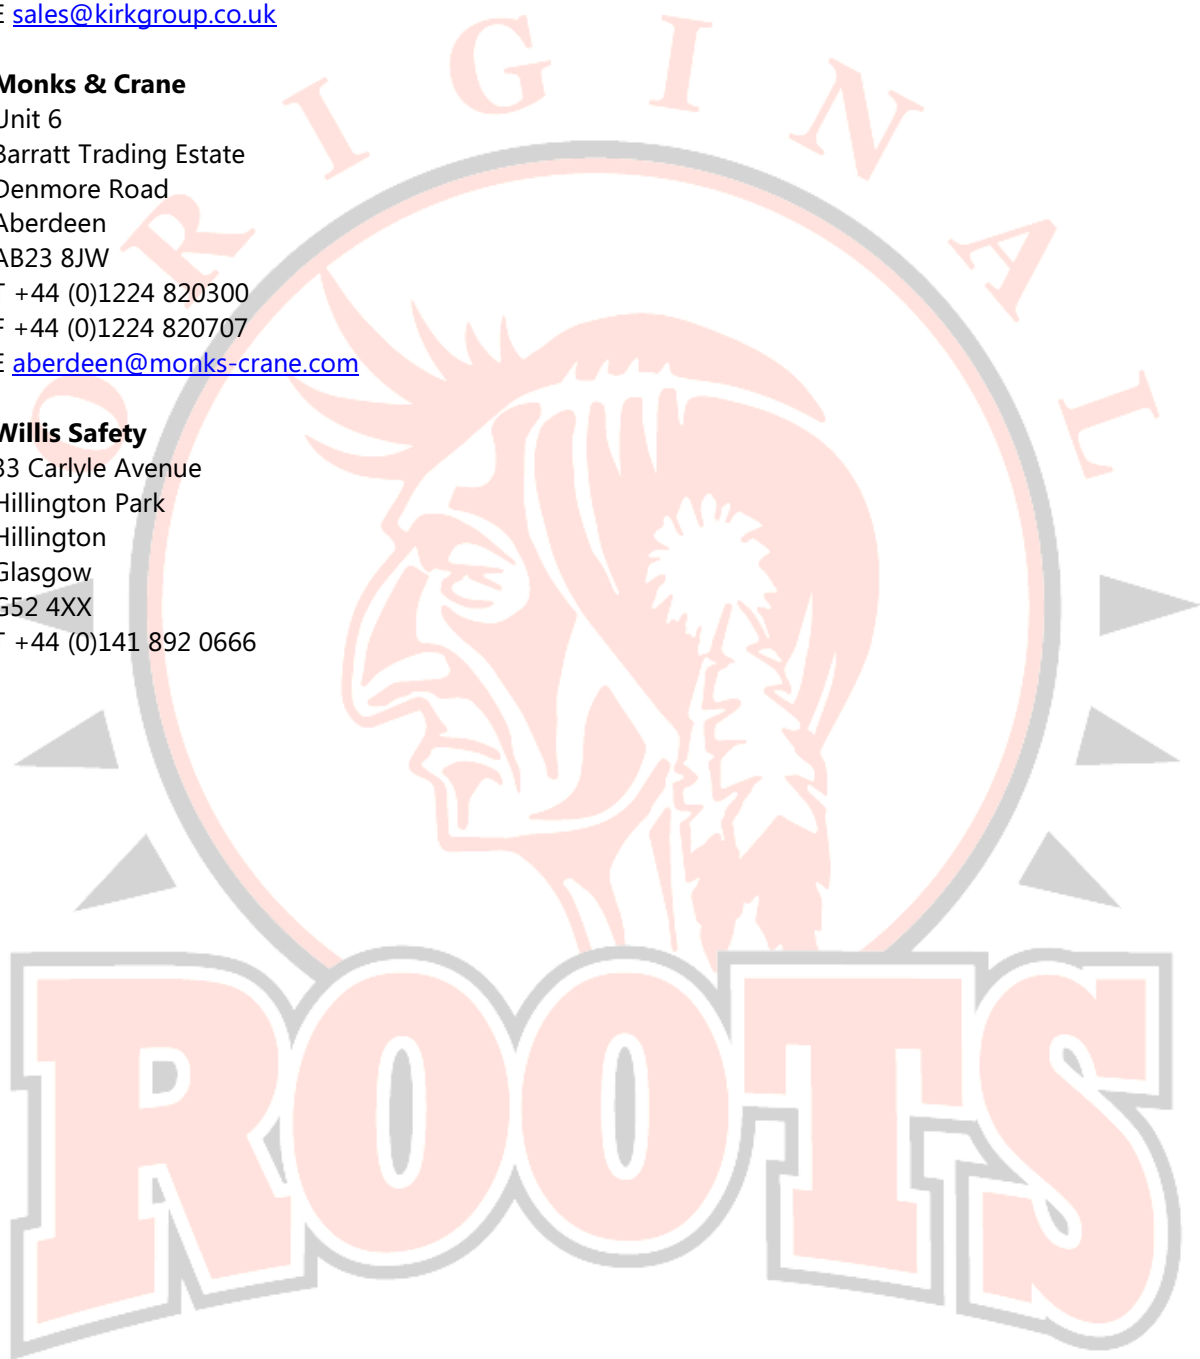 E sales@kirkgroup.co.uk
Monks & Crane
Unit 6
Barratt Trading Estate
Denmore Road
Aberdeen
AB23 8JW
T +44 (0)1224 820300
F +44 (0)1224 820707
E aberdeen@monks-crane.com
Willis Safety
Carlyle Avenue
Hillington Park
Hillington
Glasgow
G52 4XX
T +44 (0)141 892 0666
ORIGINAL
ROOTS